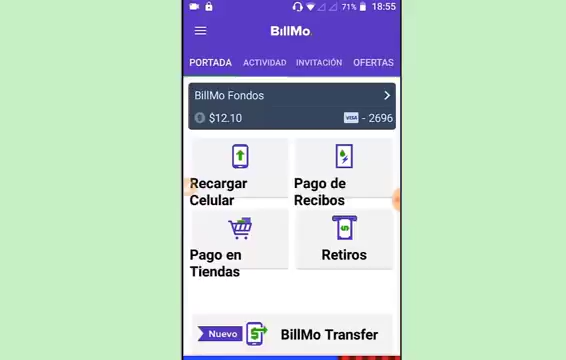 71% 18:55
BillMo.
PORTADA ACTIVIDAD INVITACIÓN OFERTAS
BillMo Fondos
$12.10 VISA - 2696
Recargar Celular
Pago de Recibos
Pago en Tiendas
Retiros
Nuevo BillMo Transfer